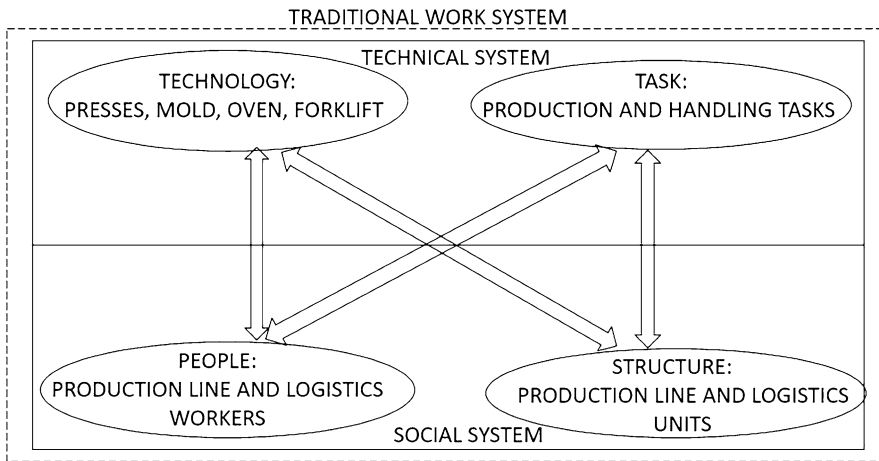 TRADITIONAL WORK SYSTEM
TECHNICAL SYSTEM
TECHNOLOGY:
PRESSES, MOLD, OVEN, FORKLIFT
TASK:
PRODUCTION AND HANDLING TASKS
PEOPLE:
PRODUCTION LINE AND LOGISTICS
WORKERS
STRUCTURE:
PRODUCTION LINE AND LOGISTICS
UNITS
SOCIAL SYSTEM